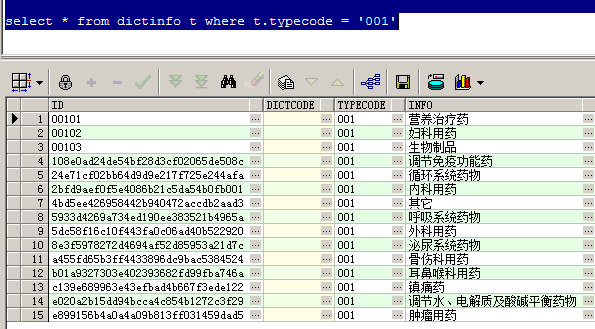 select * from dictinfo t where t.typecode = '001'
ID DICTCODE TYPECODE INFO
1 00101 001 营养治疗药
2 00102 001 妇科用药
3 00103 001 生物制品
4 108e0ad24de54bf28d3cf02065de508c 001 调节免疫功能药
5 24e71cf02bb64d9d9e217f725e244afa 001 循环系统药物
6 2bfd9aef0f5e4086b21c5da54b0fb001 001 内科用药
7 4bd5ee426958442b940472accdb2aad3 001 其它
8 5933d4269a734ed190ee383521b4965a 001 呼吸系统药物
9 5dc58f16c10f443fa0c06ad40b522920 001 外科用药
10 8e3f5978272d4694af52d85953a21d7c 001 泌尿系统药物
11 a455fd65b3ff4433896dc9bac5384524 001 骨伤科用药
12 b01a9327303e402393682fd99fba746a 001 耳鼻喉科用药
13 c139e689963e43efbad4b667f3ede122 001 镇痛药
14 e020a2b15dd94bcca4c854b1272c3f29 001 调节水、电解质及酸碱平衡药物
15 e899156b4a0a4a09b813ff031459dad5 001 肿瘤用药